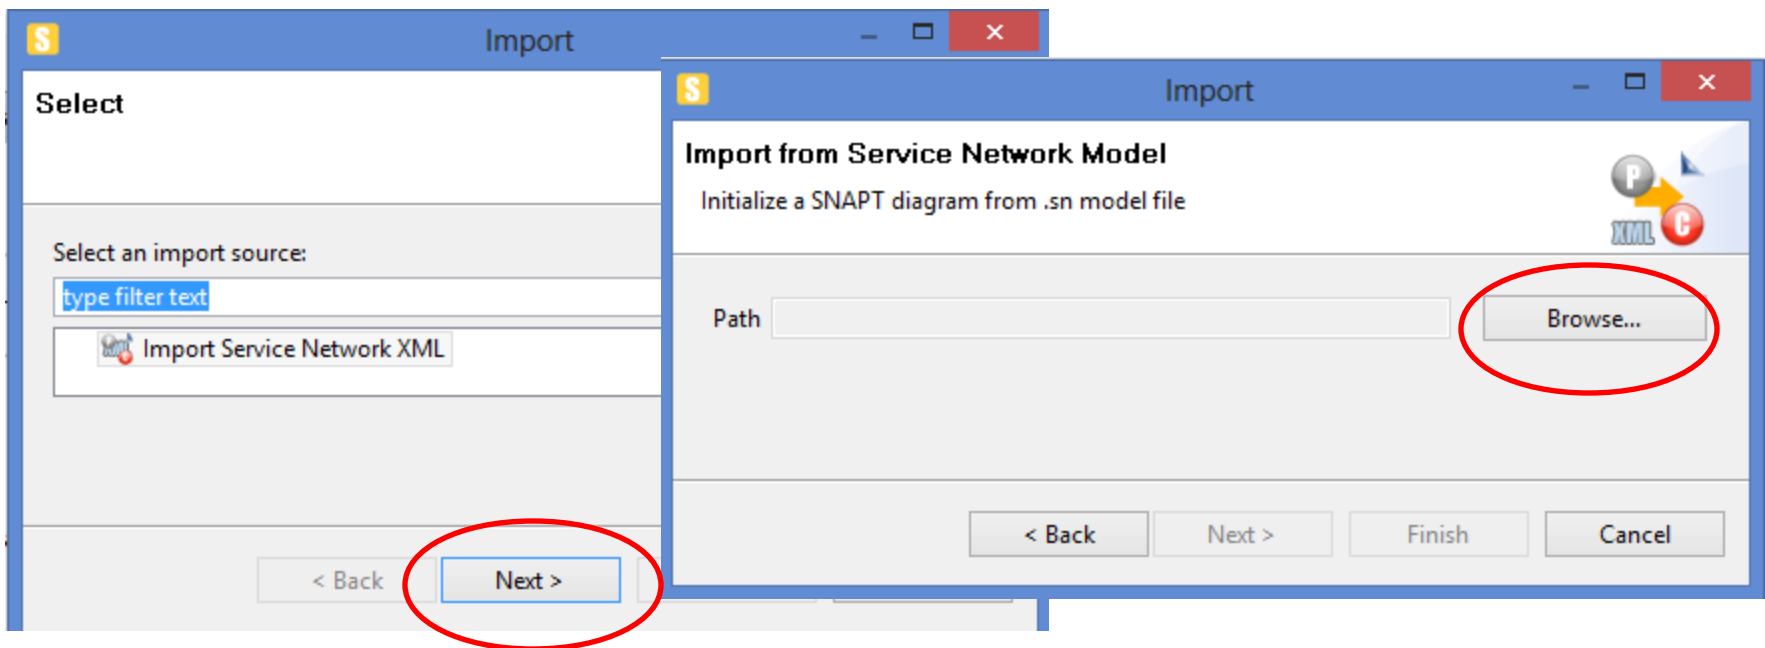 S
Import
Select
Select an import source:
type filter text
Import Service Network XML
< Back
Next >
S
Import
Import from Service Network Model
Initialize a SNAPT diagram from .sn model file
P
XML
C
Path
Browse...
< Back
Next >
Finish
Cancel